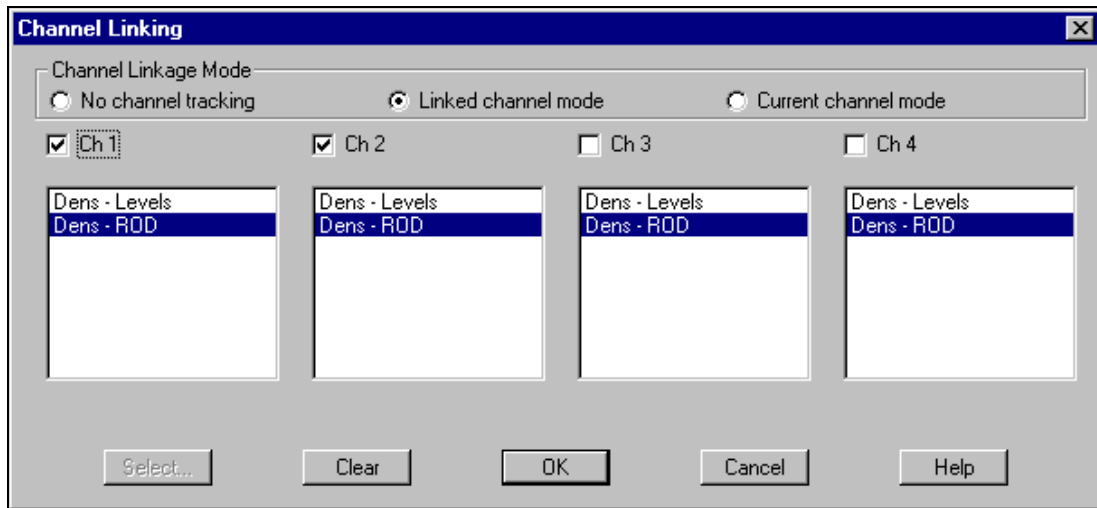 Channel Linking
Channel Linkage Mode
No channel tracking Linked channel mode Current channel mode
Ch 1 Ch 2 Ch 3 Ch 4
Dens - Levels Dens - Levels Dens - Levels Dens - Levels
Dens - ROD Dens - ROD Dens - ROD Dens - ROD
Select... Clear OK Cancel Help